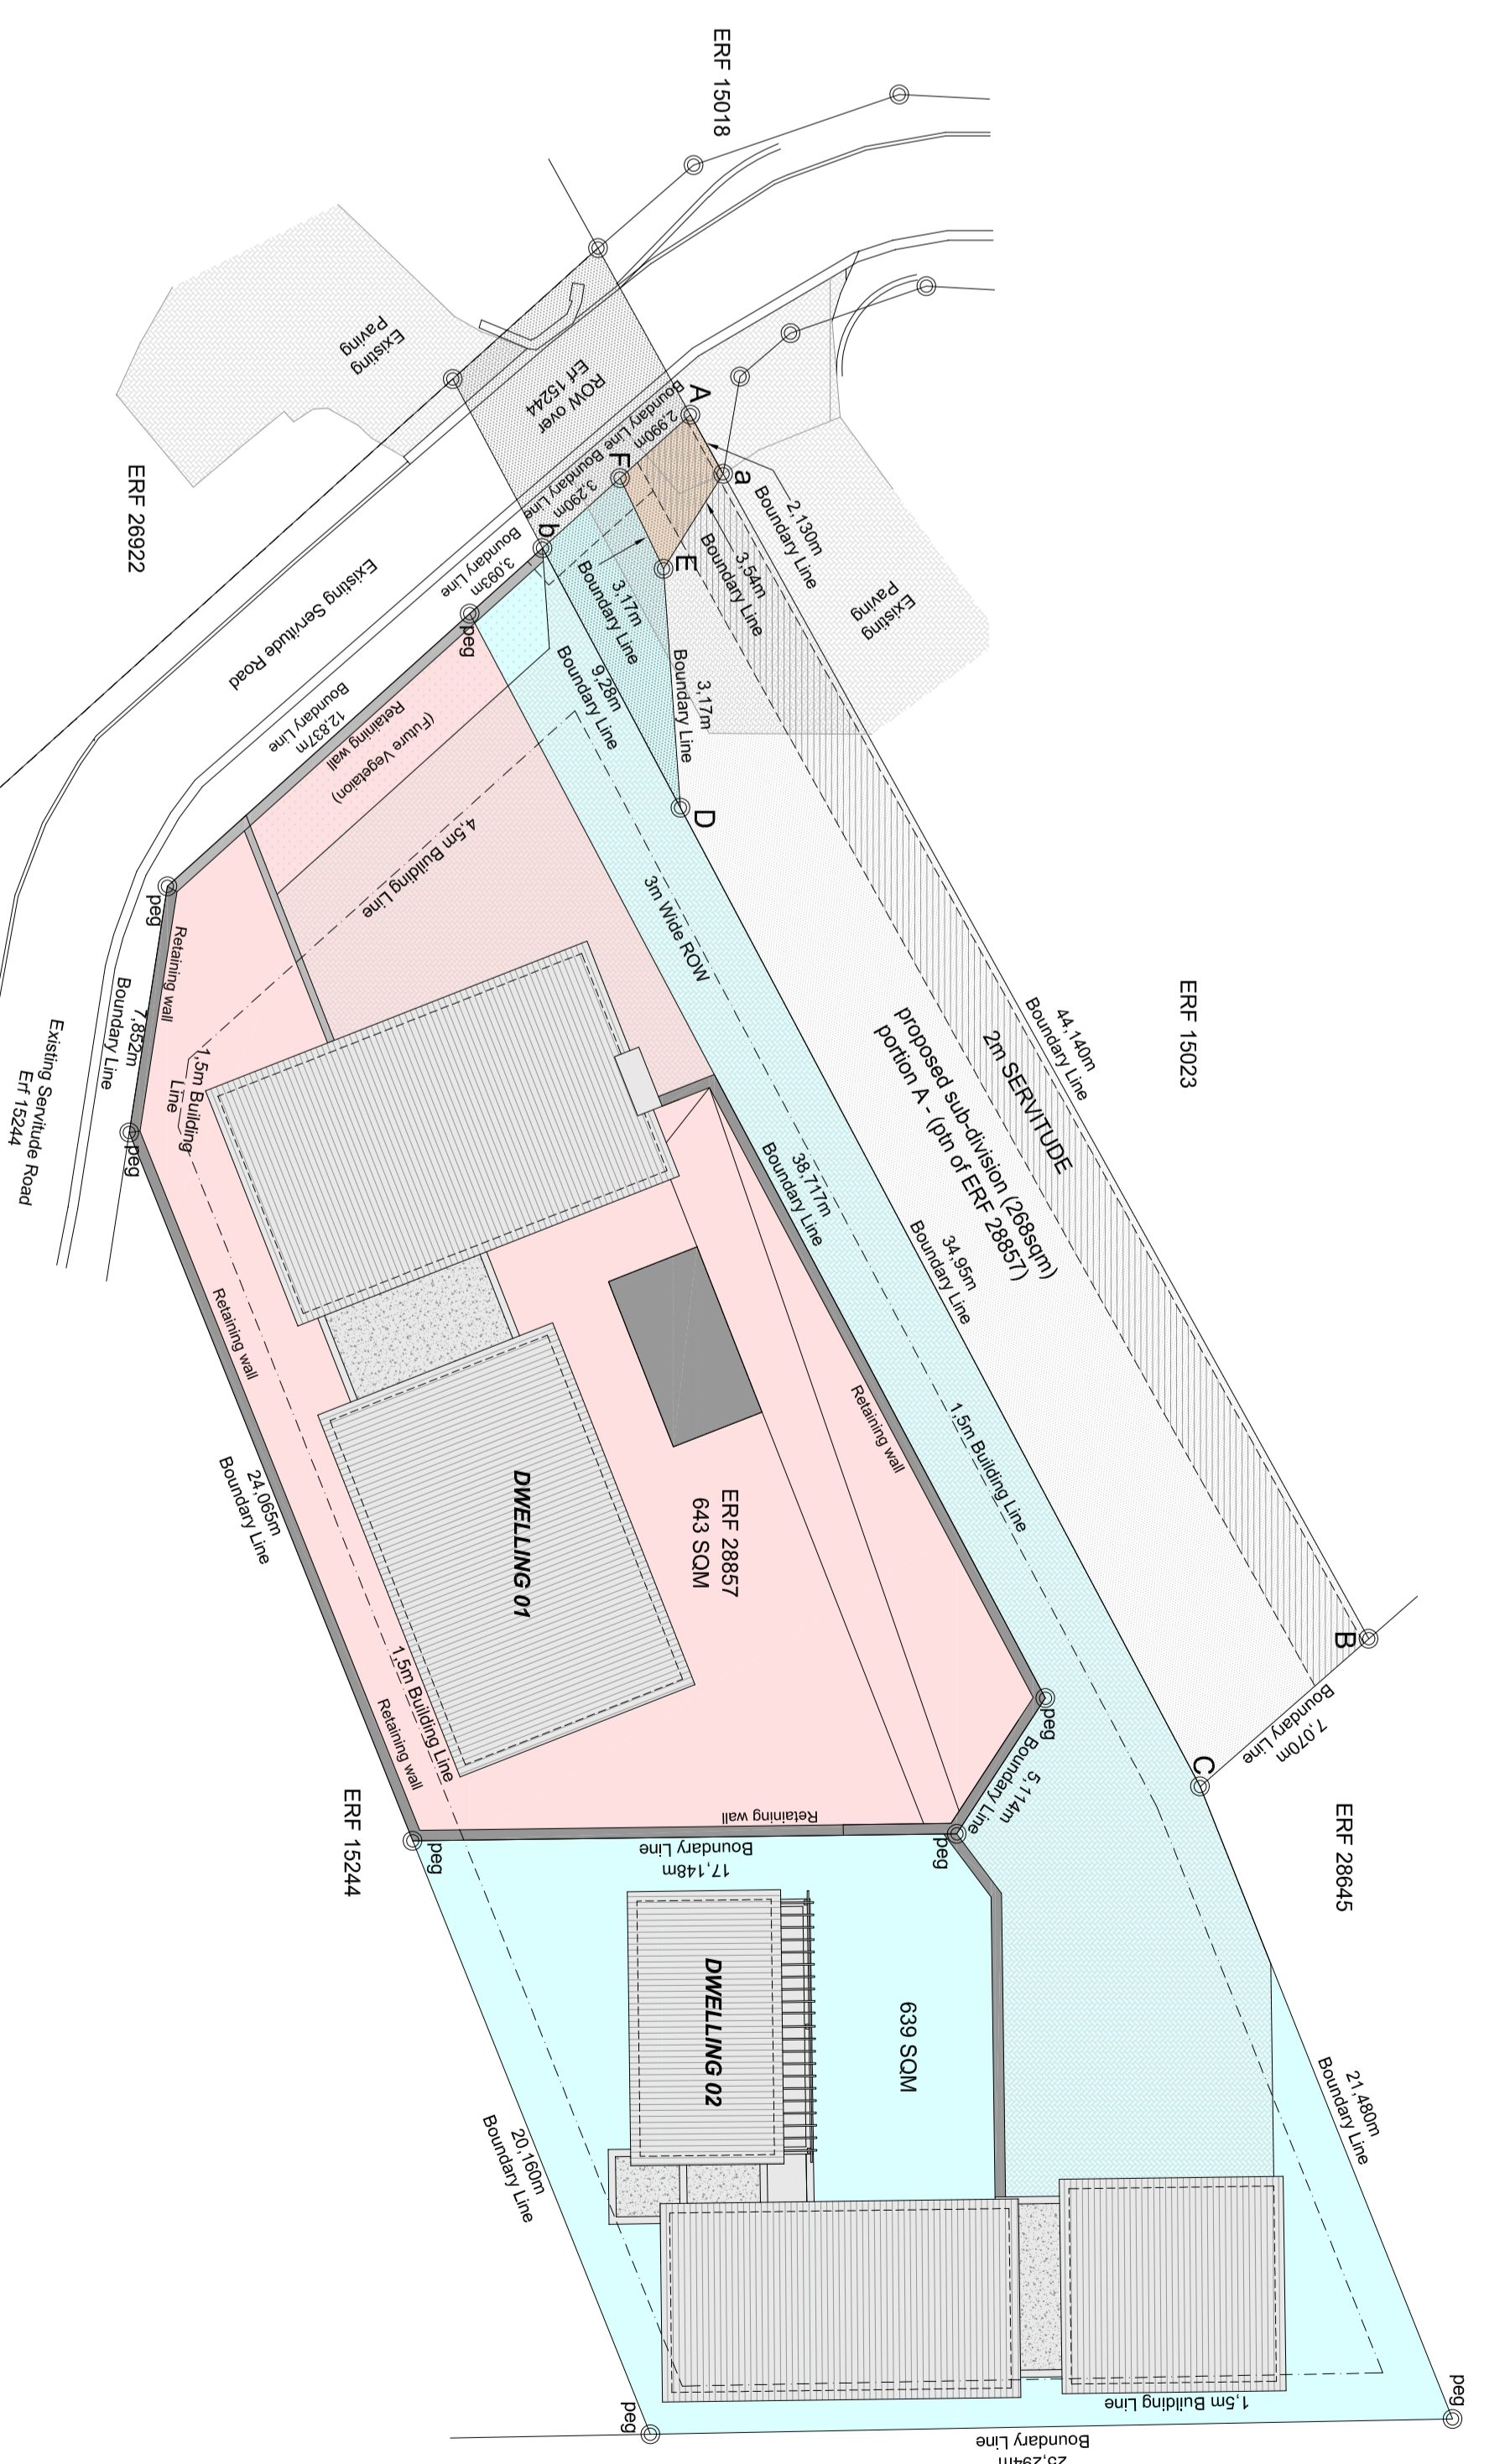 ERF 15018
Existing
Paving
ROW over
Erf 15244
A
2,990m
Boundary Line
a
2,130m
Boundary Line
F
3,290m
Boundary Line
E
3,54m
Boundary Line
Existing
Paving
b
3,17m
Boundary Line
ERF 26922
3,093m
Boundary Line
peg
Existing Servitude Road
9,28m
Boundary Line
3,17m
Boundary Line
D
12,837m
Boundary Line
Retaining wall
(Future Vegetaion)
4,5m Building Line
3m Wide ROW
peg
Retaining wall
7,852m
Boundary Line
1,5m Building
Line
peg
Existing Servitude Road
Erf 15244
ERF 15023
44,140m
Boundary Line
2m SERVITUDE
proposed sub-division (268sqm)
portion A - (ptn of ERF 28857)
38,717m
Boundary Line
34,95m
Boundary Line
Retaining wall
Retaining wall
1,5m Building Line
24,065m
Boundary Line
DWELLING 01
ERF 28857
643 SQM
B
7,070m
Boundary Line
C
peg
5,114m
Boundary Line
1,5m Building Line
Retaining wall
ERF 15244
peg
Retaining wall
17,148m
Boundary Line
peg
ERF 28645
DWELLING 02
639 SQM
21,480m
Boundary Line
20,160m
Boundary Line
1,5m Building Line
peg
peg
25,294m
Boundary Line